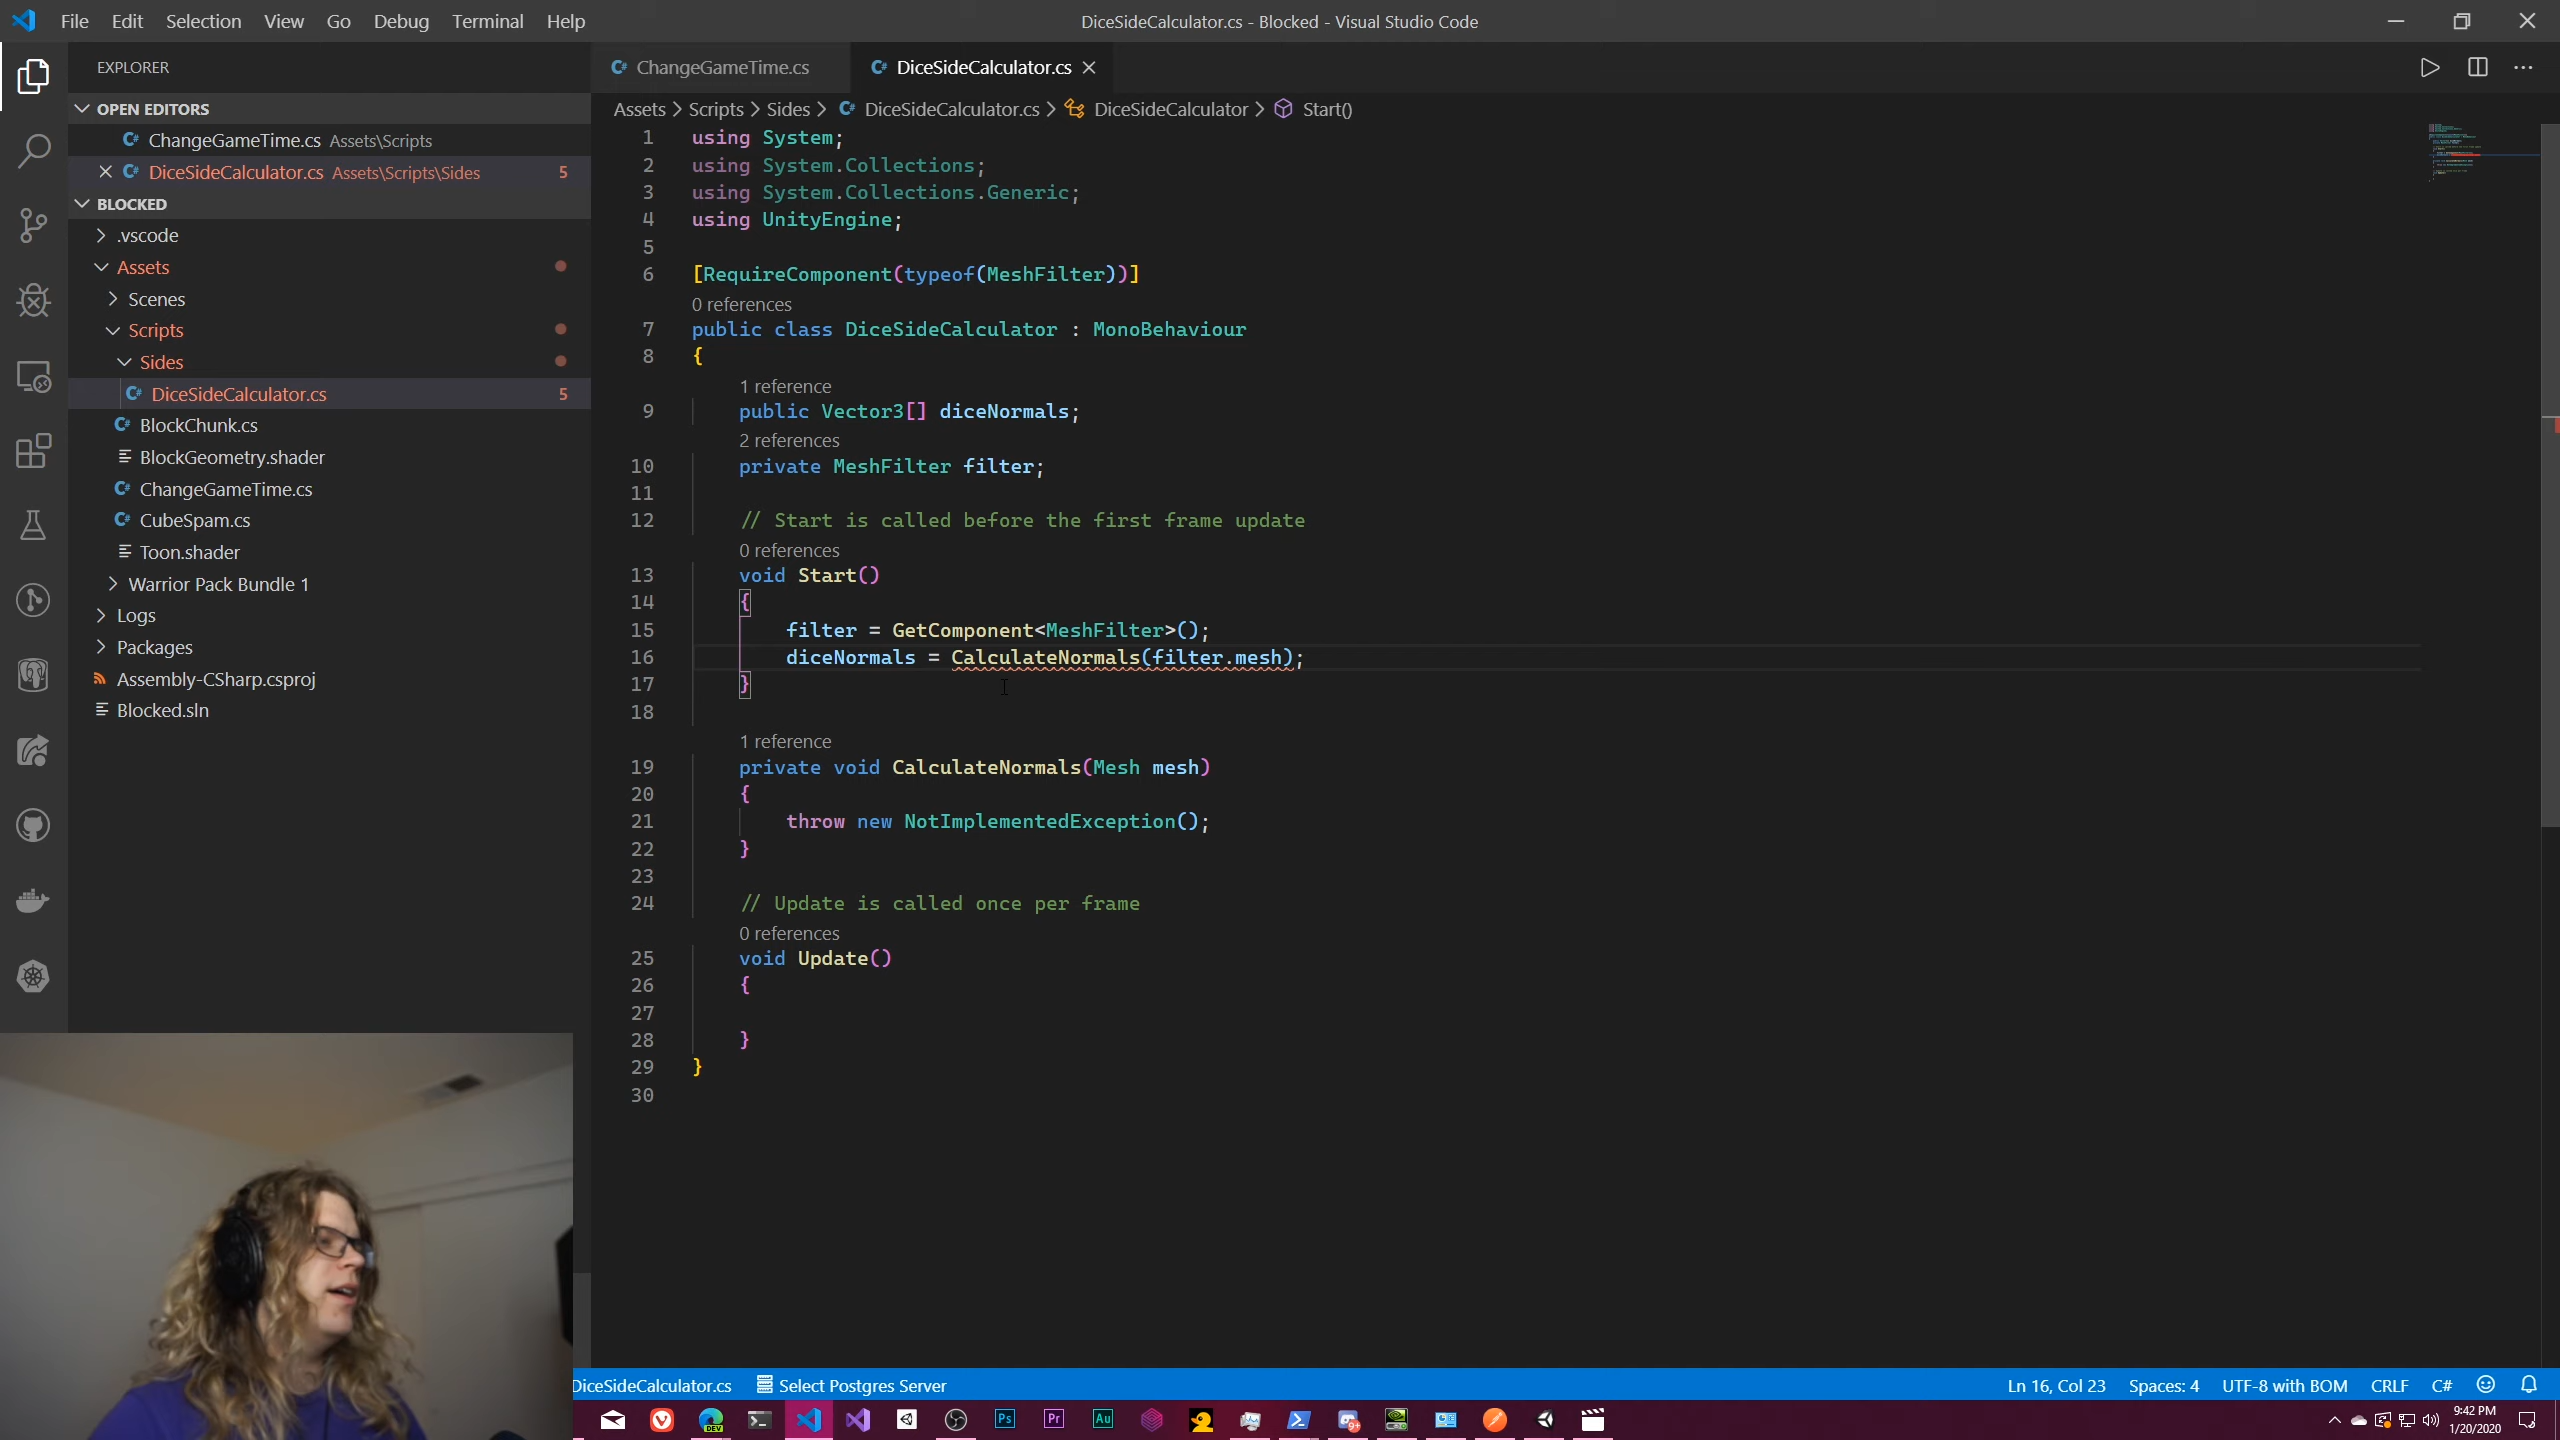 File Edit Selection View Go Debug Terminal Help
DiceSideCalculator.cs - Blocked - Visual Studio Code
EXPLORER
OPEN EDITORS
ChangeGameTime.cs Assets\Scripts
DiceSideCalculator.cs Assets\Scripts\Sides 5
BLOCKED
.vscode
Assets
Scenes
Scripts
Sides
DiceSideCalculator.cs 5
BlockChunk.cs
BlockGeometry.shader
ChangeGameTime.cs
CubeSpam.cs
Toon.shader
Warrior Pack Bundle 1
Logs
Packages
Assembly-CSharp.csproj
Blocked.sln
ChangeGameTime.cs
DiceSideCalculator.cs
Assets > Scripts > Sides > DiceSideCalculator.cs > DiceSideCalculator > Start()
1 using System;
2 using System.Collections;
3 using System.Collections.Generic;
4 using UnityEngine;
5
6 [RequireComponent(typeof(MeshFilter))]
0 references
7 public class DiceSideCalculator : MonoBehaviour
8 {
1 reference
9 public Vector3[] diceNormals;
2 references
10 private MeshFilter filter;
11
12 // Start is called before the first frame update
0 references
13 void Start()
14 {
15 filter = GetComponent<MeshFilter>();
16 diceNormals = CalculateNormals(filter.mesh);
17 }
18
1 reference
19 private void CalculateNormals(Mesh mesh)
20 {
21 throw new NotImplementedException();
22 }
23
24 // Update is called once per frame
0 references
25 void Update()
26 {
27
28 }
29 }
30
DiceSideCalculator.cs Select Postgres Server
Ln 16, Col 23 Spaces: 4 UTF-8 with BOM CRLF C#
DEV
Ps
Pr
Au
9+
9:42 PM
1/20/2020